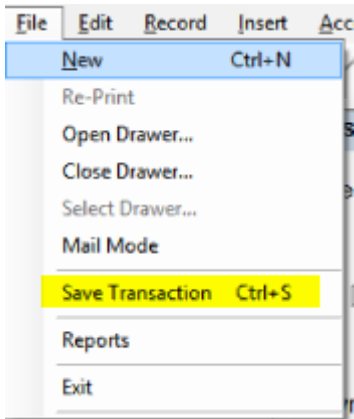 File Edit Record Insert Acc
New Ctrl+N
Re-Print
Open Drawer...
Close Drawer...
Select Drawer...
Mail Mode
Save Transaction Ctrl+S
Reports
Exit